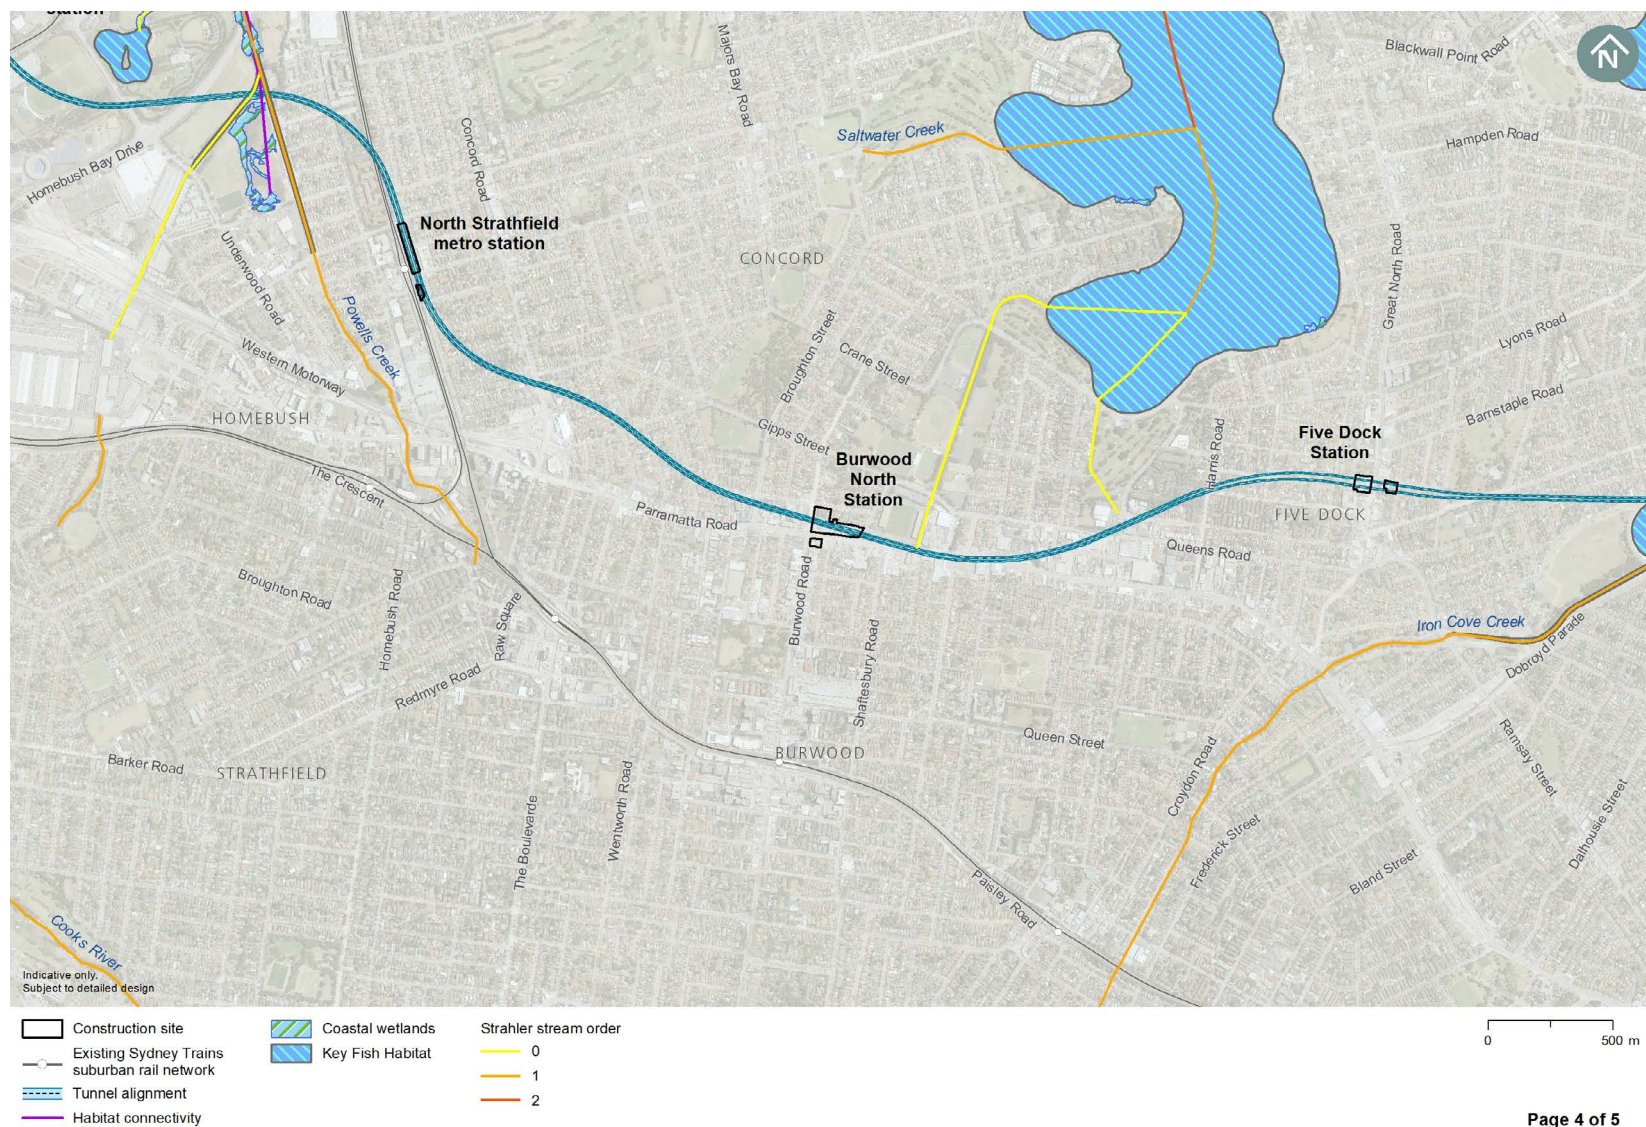 station
N
Blackwall Point Road
Majors Bay Road
Saltwater Creek
Hampden Road
Concord Road
Homebush Bay Drive
North Strathfield
metro station
Underwood Road
CONCORD
Great North Road
Powells Creek
Broughton Street
Lyons Road
Crane Street
Western Motorway
Barnstaple Road
HOMEBUSH
Gipps Street
Harris Road
Five Dock
Station
Burwood
North
Station
The Crescent
Parramatta Road
FIVE DOCK
Queens Road
Broughton Road
Homebush Road
Raw Square
Burwood Road
Shaftesbury Road
Iron Cove Creek
Dobroyd Parade
Redmyre Road
Queen Street
Croydon Road
Ramsay Street
BURWOOD
Barker Road
STRATHFIELD
The Boulevarde
Wentworth Road
Frederick Street
Dalhousie Street
Bland Street
Paisley Road
Cooks River
Indicative only.
Subject to detailed design
Construction site
Existing Sydney Trains
suburban rail network
Tunnel alignment
Habitat connectivity
Coastal wetlands
Key Fish Habitat
Strahler stream order
0
1
2
0 500 m
Page 4 of 5